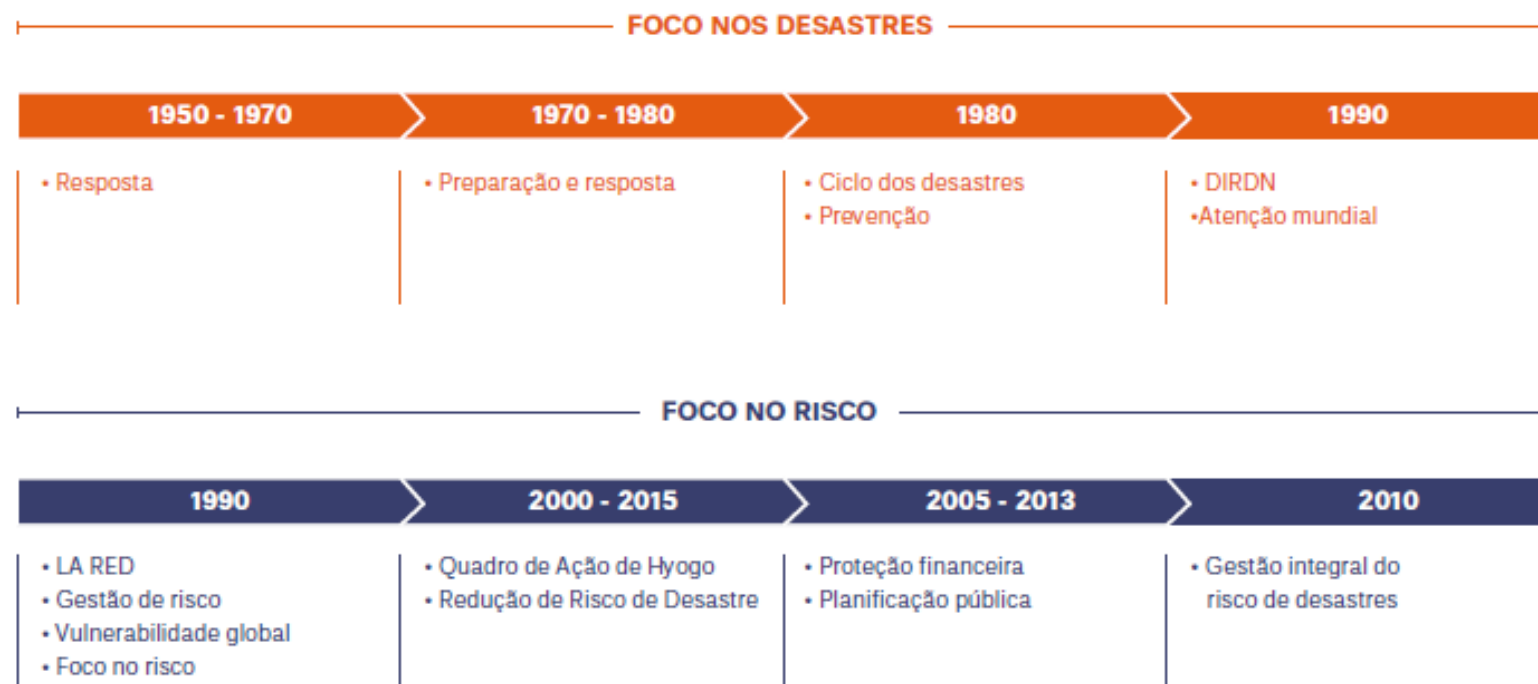 FOCO NOS DESASTRES
1950 - 1970
1970 - 1980
1980
1990
• Resposta
• Preparação e resposta
• Ciclo dos desastres
• Prevenção
• DIRDN
•Atenção mundial
FOCO NO RISCO
1990
2000 - 2015
2005 - 2013
2010
• LA RED
• Gestão de risco
• Vulnerabilidade global
• Foco no risco
• Quadro de Ação de Hyogo
• Redução de Risco de Desastre
• Proteção financeira
• Planificação pública
• Gestão integral do
risco de desastres